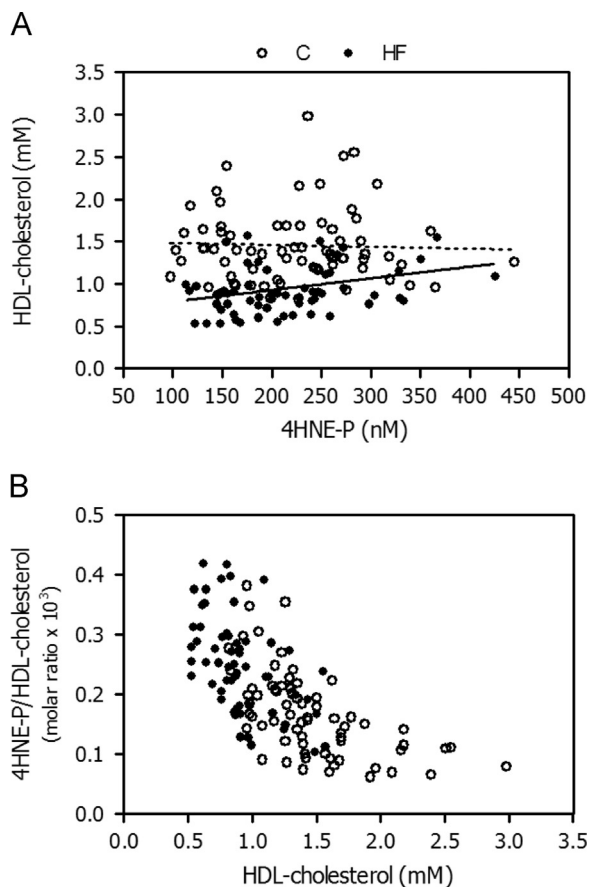 A
C HF
HDL-cholesterol (mM)
3.5
3.0
2.5
2.0
1.5
1.0
0.5
0.0
50 100 150 200 250 300 350 400 450 500
4HNE-P (nM)
B
4HNE-P/HDL-cholesterol
(molar ratio x 10³)
0.5
0.4
0.3
0.2
0.1
0.0
0.0 0.5 1.0 1.5 2.0 2.5 3.0 3.5
HDL-cholesterol (mM)